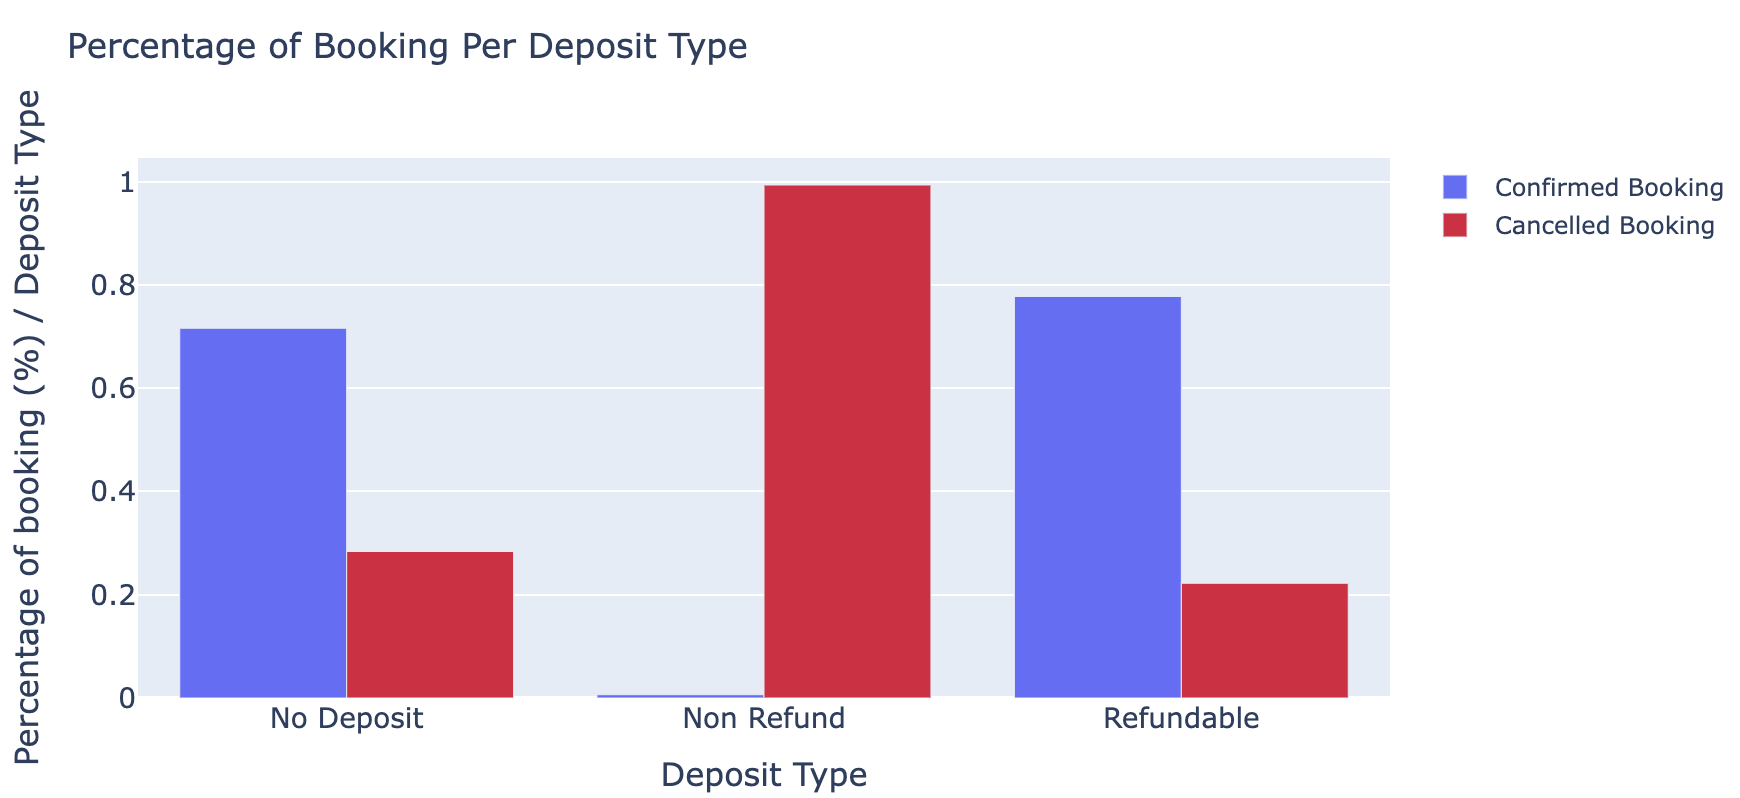 Percentage of Booking Per Deposit Type
Percentage of booking (%) / Deposit Type
1
0.8
0.6
0.4
0.2
0
No Deposit
Non Refund
Refundable
Deposit Type
Confirmed Booking
Cancelled Booking